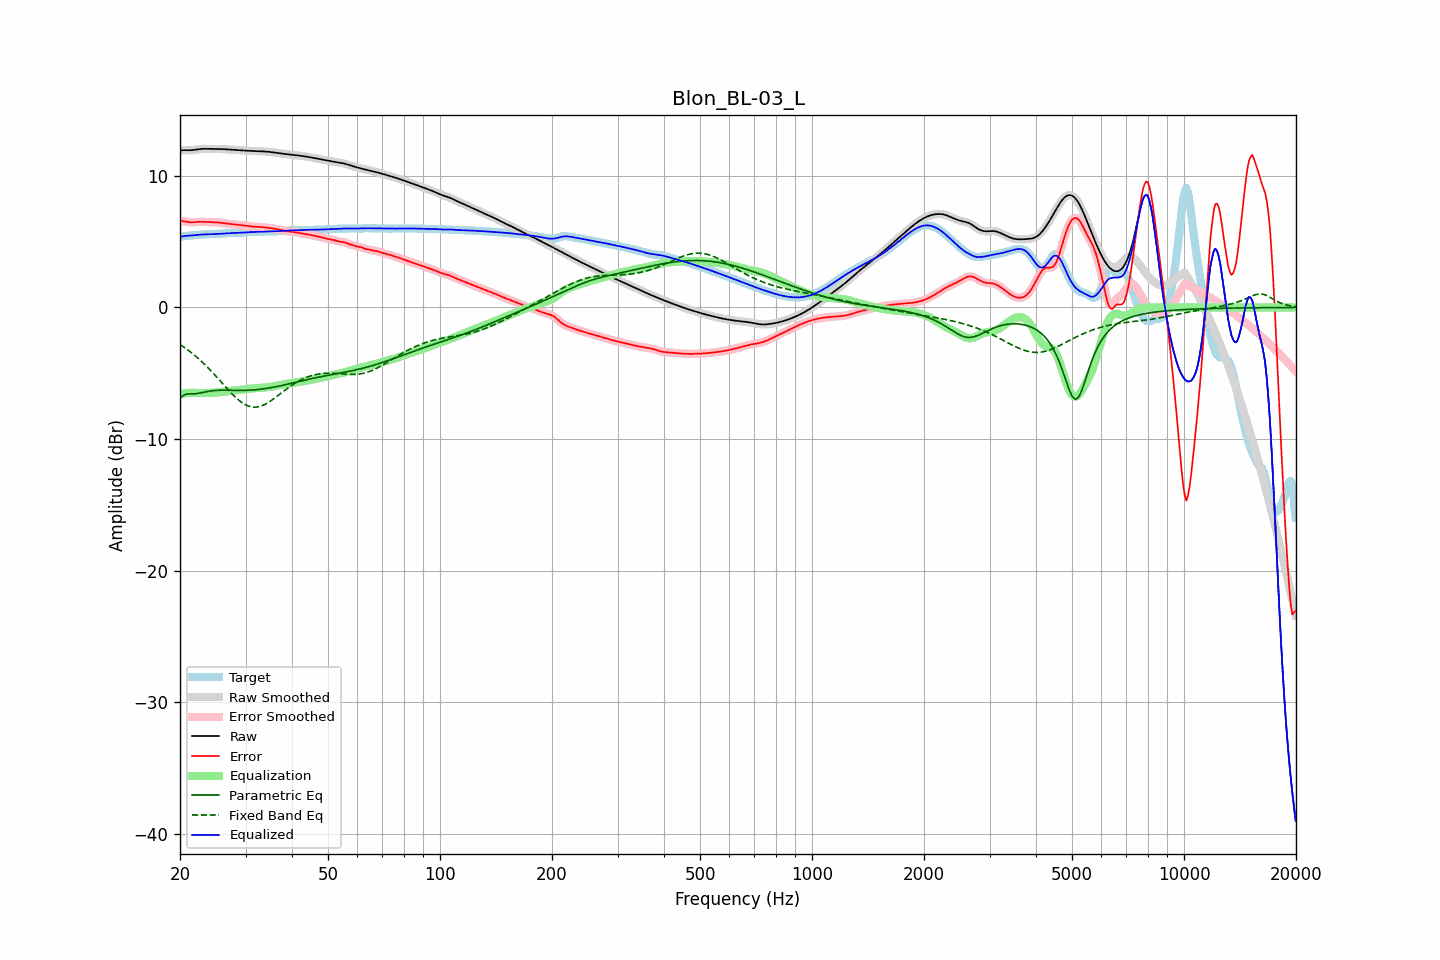 Blon_BL-03_L
Amplitude (dBr)
10
0
−10
−20
−30
−40
Target
Raw Smoothed
Error Smoothed
Raw
Error
Equalization
Parametric Eq
Fixed Band Eq
Equalized
20 50 100 200 500 1000 2000 5000 10000 20000
Frequency (Hz)